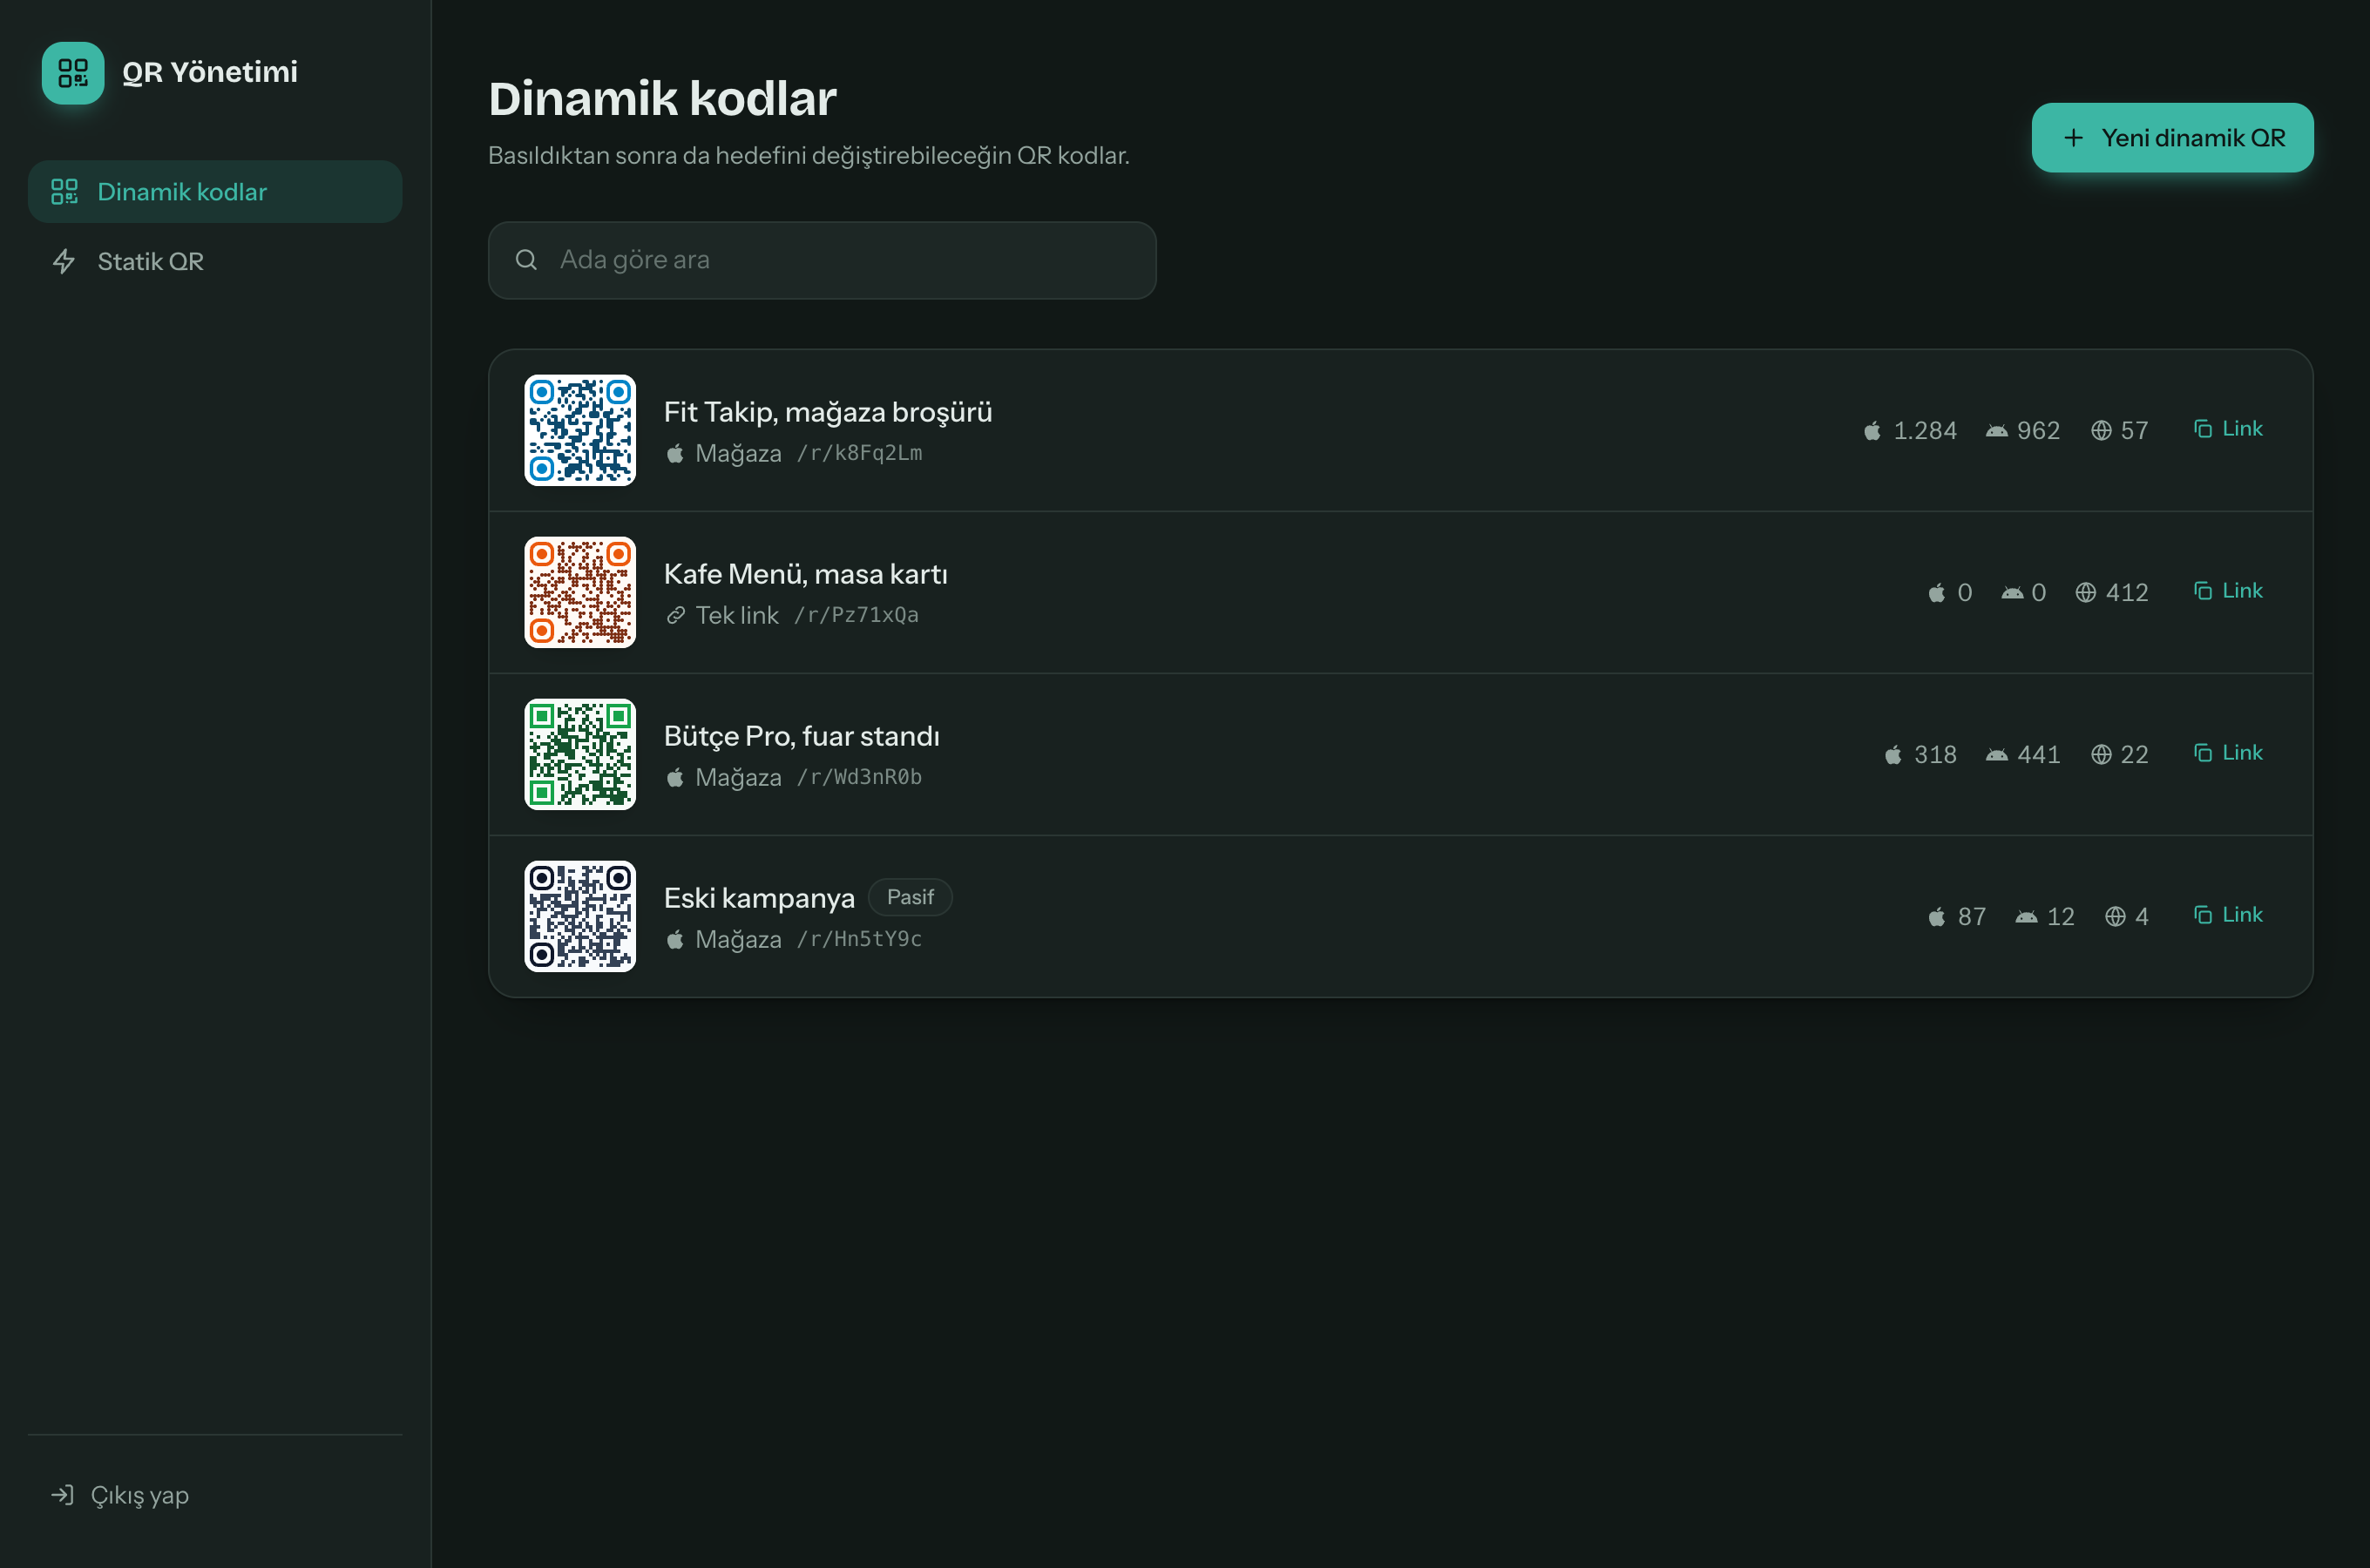 QR Yönetimi
Dinamik kodlar
Statik QR
Çıkış yap
Dinamik kodlar
Basıldıktan sonra da hedefini değiştirebileceğin QR kodlar.
Yeni dinamik QR
Ada göre ara
Fit Takip, mağaza broşürü
Mağaza /r/k8Fq2Lm
1.284 962 57 Link
Kafe Menü, masa kartı
Tek link /r/Pz71xQa
0 0 412 Link
Bütçe Pro, fuar standı
Mağaza /r/Wd3nR0b
318 441 22 Link
Eski kampanya Pasif
Mağaza /r/Hn5tY9c
87 12 4 Link